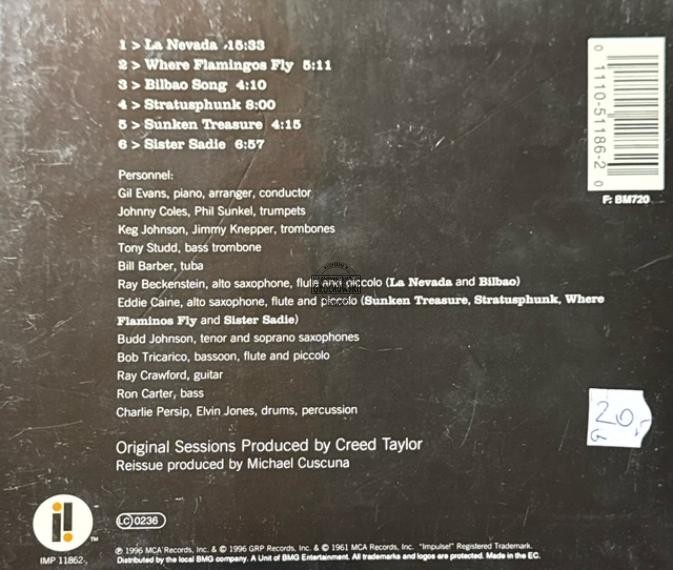 1 > La Nevada 15:33
2 > Where Flamingos Fly 5:11
3 > Bilbao Song 4:10
4 > Stratusphunk 8:00
5 > Sunken Treasure 4:15
6 > Sister Sadie 6:57
0 1110-51186-2 0
F: BM720
Personnel:
Gil Evans, piano, arranger, conductor
Johnny Coles, Phil Sunkel, trumpets
Keg Johnson, Jimmy Knepper, trombones
Tony Studd, bass trombone
Bill Barber, tuba
Ray Beckenstein, alto saxophone, flute and piccolo (La Nevada and Bilbao)
Eddie Caine, alto saxophone, flute and piccolo (Sunken Treasure, Stratusphunk, Where
Flaminos Fly and Sister Sadie)
Budd Johnson, tenor and soprano saxophones
Bob Tricarico, bassoon, flute and piccolo
Ray Crawford, guitar
Ron Carter, bass
Charlie Persip, Elvin Jones, drums, percussion
20,
G
Original Sessions Produced by Creed Taylor
Reissue produced by Michael Cuscuna
i!
TM
LC 0236
IMP 11862
℗ 1996 MCA Records, Inc. & © 1996 GRP Records, Inc. & © 1961 MCA Records, Inc. "Impulse!" Registered Trademark.
Distributed by the local BMG company. A Unit of BMG Entertainment. All trademarks and logos are protected. Made in the EC.